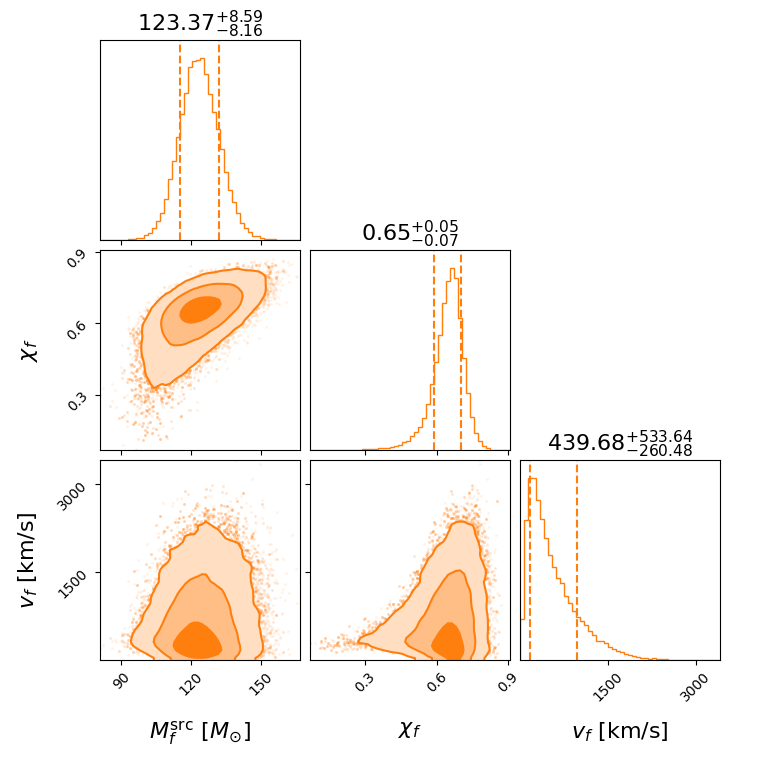 123.37+8.59−8.16
0.9
0.65+0.05−0.07
0.6
χf
0.3
439.68+533.64−260.48
3000
vf [km/s]
1500
90 120 150 0.3 0.6 0.9 1500 3000
Mfsrc [M⊙] χf vf [km/s]